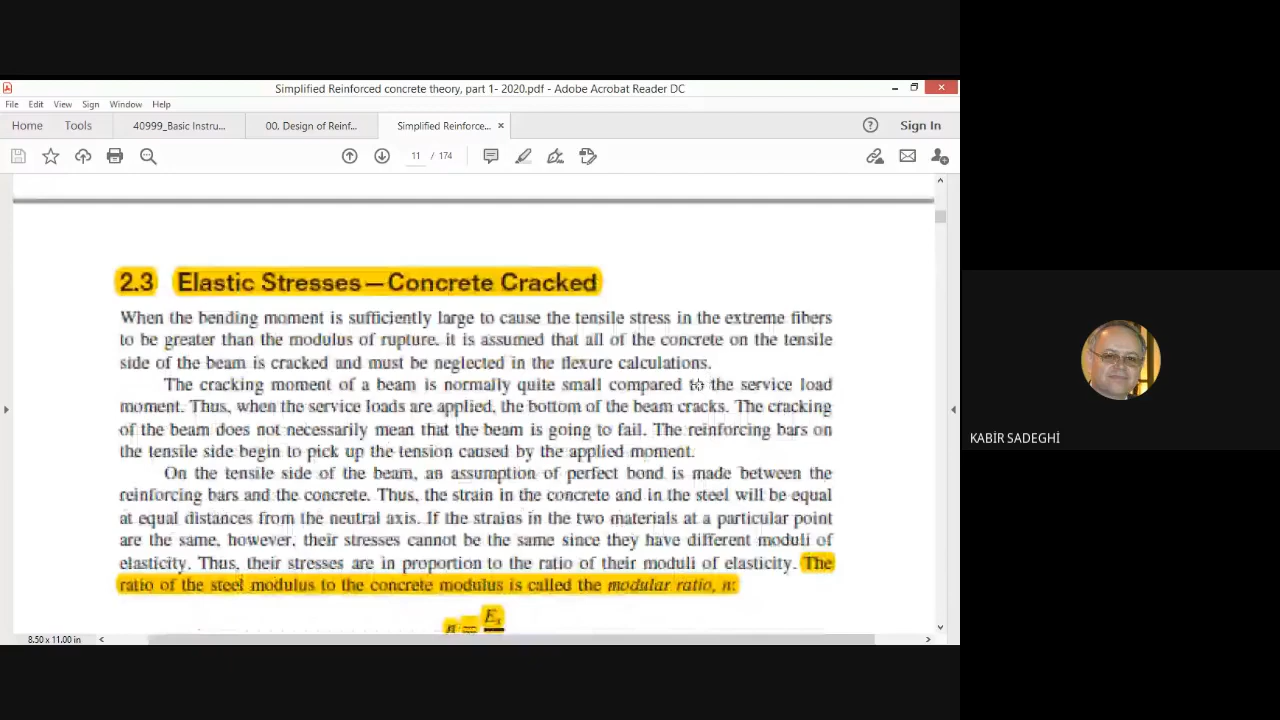 Simplified Reinforced concrete theory, part 1- 2020.pdf - Adobe Acrobat Reader DC
File Edit View Sign Window Help
Home Tools 40999_Basic Instru... 00. Design of Reinf... Simplified Reinforce... × Sign In
11 / 174
2.3 Elastic Stresses—Concrete Cracked
When the bending moment is sufficiently large to cause the tensile stress in the extreme fibers
to be greater than the modulus of rupture, it is assumed that all of the concrete on the tensile
side of the beam is cracked and must be neglected in the flexure calculations.
The cracking moment of a beam is normally quite small compared to the service load
moment. Thus, when the service loads are applied, the bottom of the beam cracks. The cracking
of the beam does not necessarily mean that the beam is going to fail. The reinforcing bars on
the tensile side begin to pick up the tension caused by the applied moment.
On the tensile side of the beam, an assumption of perfect bond is made between the
reinforcing bars and the concrete. Thus, the strain in the concrete and in the steel will be equal
at equal distances from the neutral axis. If the strains in the two materials at a particular point
are the same, however, their stresses cannot be the same since they have different moduli of
elasticity. Thus, their stresses are in proportion to the ratio of their moduli of elasticity. The
ratio of the steel modulus to the concrete modulus is called the modular ratio, n:
n = Es
8.50 x 11.00 in
KABİR SADEGHİ